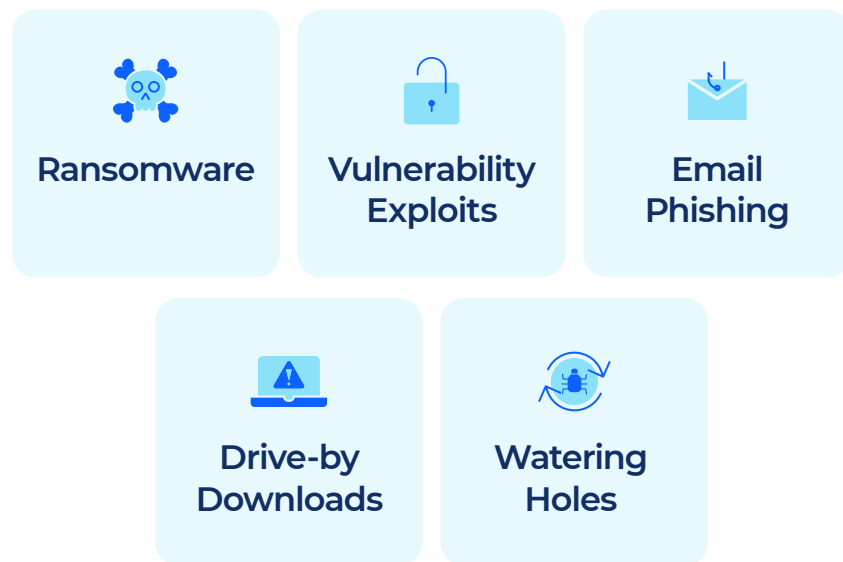 Ransomware
Vulnerability
Exploits
Email
Phishing
Drive-by
Downloads
Watering
Holes